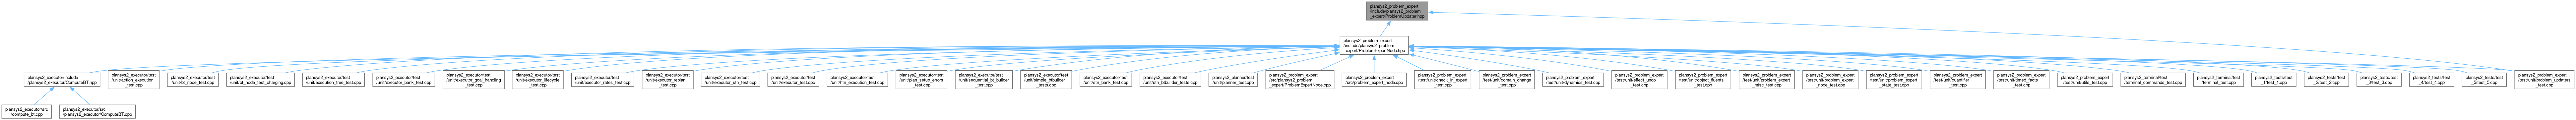 plansys2_problem_expert
/include/plansys2_problem
_expert/ProblemUpdater.hpp
plansys2_problem_expert
/include/plansys2_problem
_expert/ProblemExpertNode.hpp
plansys2_executor/include
/plansys2_executor/ComputeBT.hpp
plansys2_executor/test
/unit/action_execution
_test.cpp
plansys2_executor/test
/unit/bt_node_test.cpp
plansys2_executor/test
/unit/bt_node_test_charging.cpp
plansys2_executor/test
/unit/execution_tree_test.cpp
plansys2_executor/test
/unit/executor_bank_test.cpp
plansys2_executor/test
/unit/executor_goal_handling
_test.cpp
plansys2_executor/test
/unit/executor_lifecycle
_test.cpp
plansys2_executor/test
/unit/executor_rates_test.cpp
plansys2_executor/test
/unit/executor_replan
_test.cpp
plansys2_executor/test
/unit/executor_stn_test.cpp
plansys2_executor/test
/unit/executor_test.cpp
plansys2_executor/test
plansys2_executor/test
/unit/plan_setup_errors
_test.cpp
plansys2_executor/test
/unit/sequential_bt_builder
_test.cpp
plansys2_executor/test
/unit/simple_btbuilder
_tests.cpp
plansys2_executor/test
/unit/stn_bank_test.cpp
plansys2_executor/test
/unit/stn_btbuilder_tests.cpp
plansys2_planner/test
/unit/planner_test.cpp
plansys2_problem_expert
/src/plansys2_problem
_expert/ProblemExpertNode.cpp
plansys2_problem_expert
/src/problem_expert_node.cpp
plansys2_problem_expert
/test/unit/check_in_expert
_test.cpp
plansys2_problem_expert
/test/unit/domain_change
_test.cpp
plansys2_problem_expert
/test/unit/dynamics_test.cpp
plansys2_problem_expert
/test/unit/effect_undo
_test.cpp
plansys2_problem_expert
/test/unit/object_fluents
_test.cpp
plansys2_problem_expert
/test/unit/problem_expert
_misc_test.cpp
plansys2_problem_expert
/test/unit/problem_expert
_node_test.cpp
plansys2_problem_expert
/test/unit/problem_expert
_state_test.cpp
plansys2_problem_expert
/test/unit/quantifier
_test.cpp
plansys2_problem_expert
/test/unit/timed_facts
_test.cpp
plansys2_problem_expert
/test/unit/utils_test.cpp
plansys2_terminal/test
/terminal_commands_test.cpp
plansys2_terminal/test
/terminal_test.cpp
plansys2_tests/test
_1/test_1.cpp
plansys2_tests/test
_2/test_2.cpp
plansys2_tests/test
_3/test_3.cpp
plansys2_tests/test
_4/test_4.cpp
plansys2_tests/test
_5/test_5.cpp
plansys2_problem_expert
/test/unit/problem_updaters
_test.cpp
plansys2_executor/src
/compute_bt.cpp
plansys2_executor/src
/plansys2_executor/ComputeBT.cpp